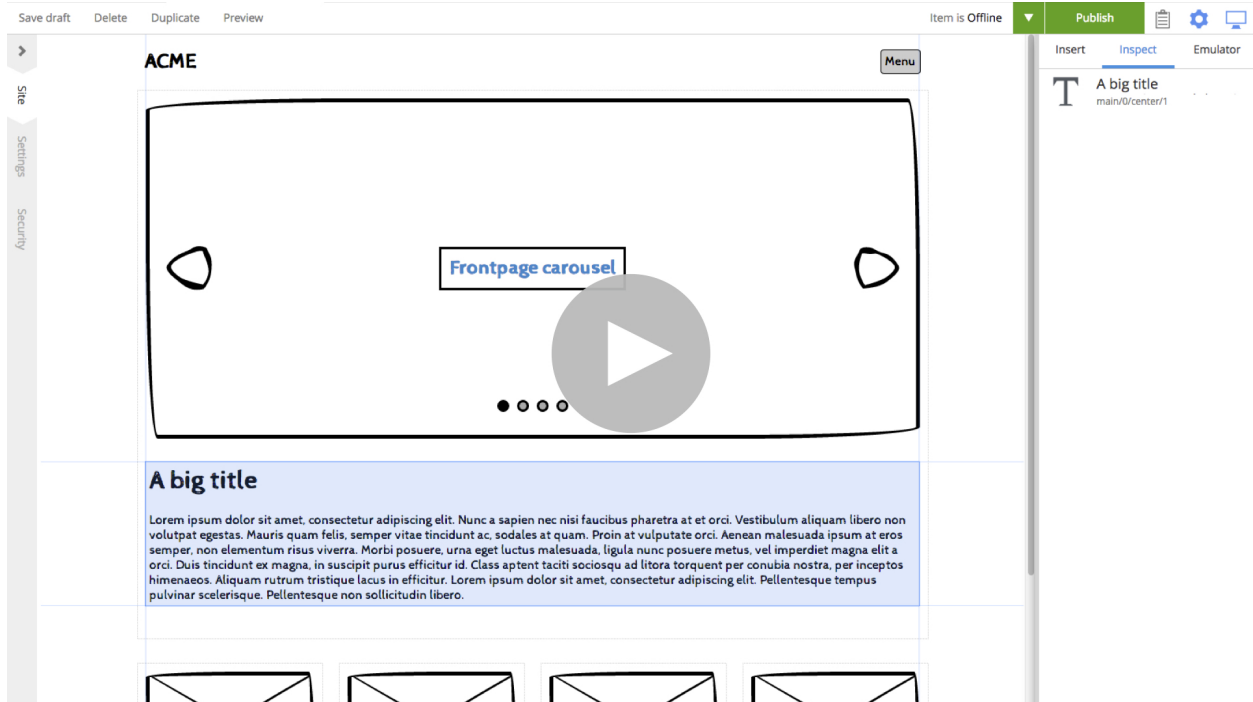 Save draft Delete Duplicate Preview Item is Offline Publish
Insert Inspect Emulator
Site
Settings
Security
ACME Menu
A big title
main/0/center/1
Frontpage carousel
A big title
Lorem ipsum dolor sit amet, consectetur adipiscing elit. Nunc a sapien nec nisi faucibus pharetra at et orci. Vestibulum aliquam libero non
volutpat egestas. Mauris quam felis, semper vitae tincidunt ac, sodales at quam. Proin at vulputate orci. Aenean malesuada ipsum at eros
semper, non elementum risus viverra. Morbi posuere, urna eget luctus malesuada, ligula nunc posuere metus, vel imperdiet magna elit a
orci. Duis tincidunt ex magna, in suscipit purus efficitur id. Class aptent taciti sociosqu ad litora torquent per conubia nostra, per inceptos
himenaeos. Aliquam rutrum tristique lacus in efficitur. Lorem ipsum dolor sit amet, consectetur adipiscing elit. Pellentesque tempus
pulvinar scelerisque. Pellentesque non sollicitudin libero.